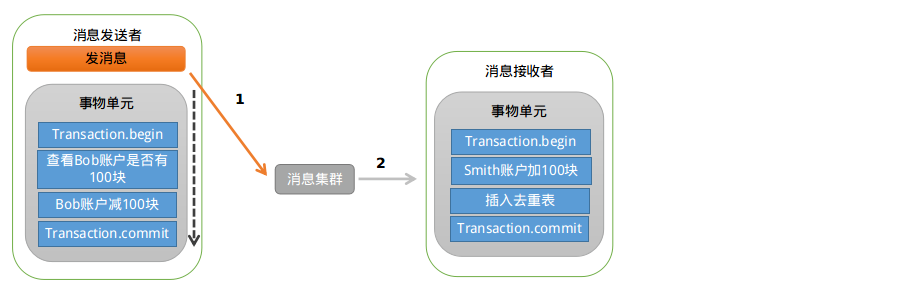 消息发送者
发消息
事物单元
Transaction.begin
查看Bob账户是否有
100块
Bob账户减100块
Transaction.commit
1
消息集群
2
消息接收者
事物单元
Transaction.begin
Smith账户加100块
插入去重表
Transaction.commit